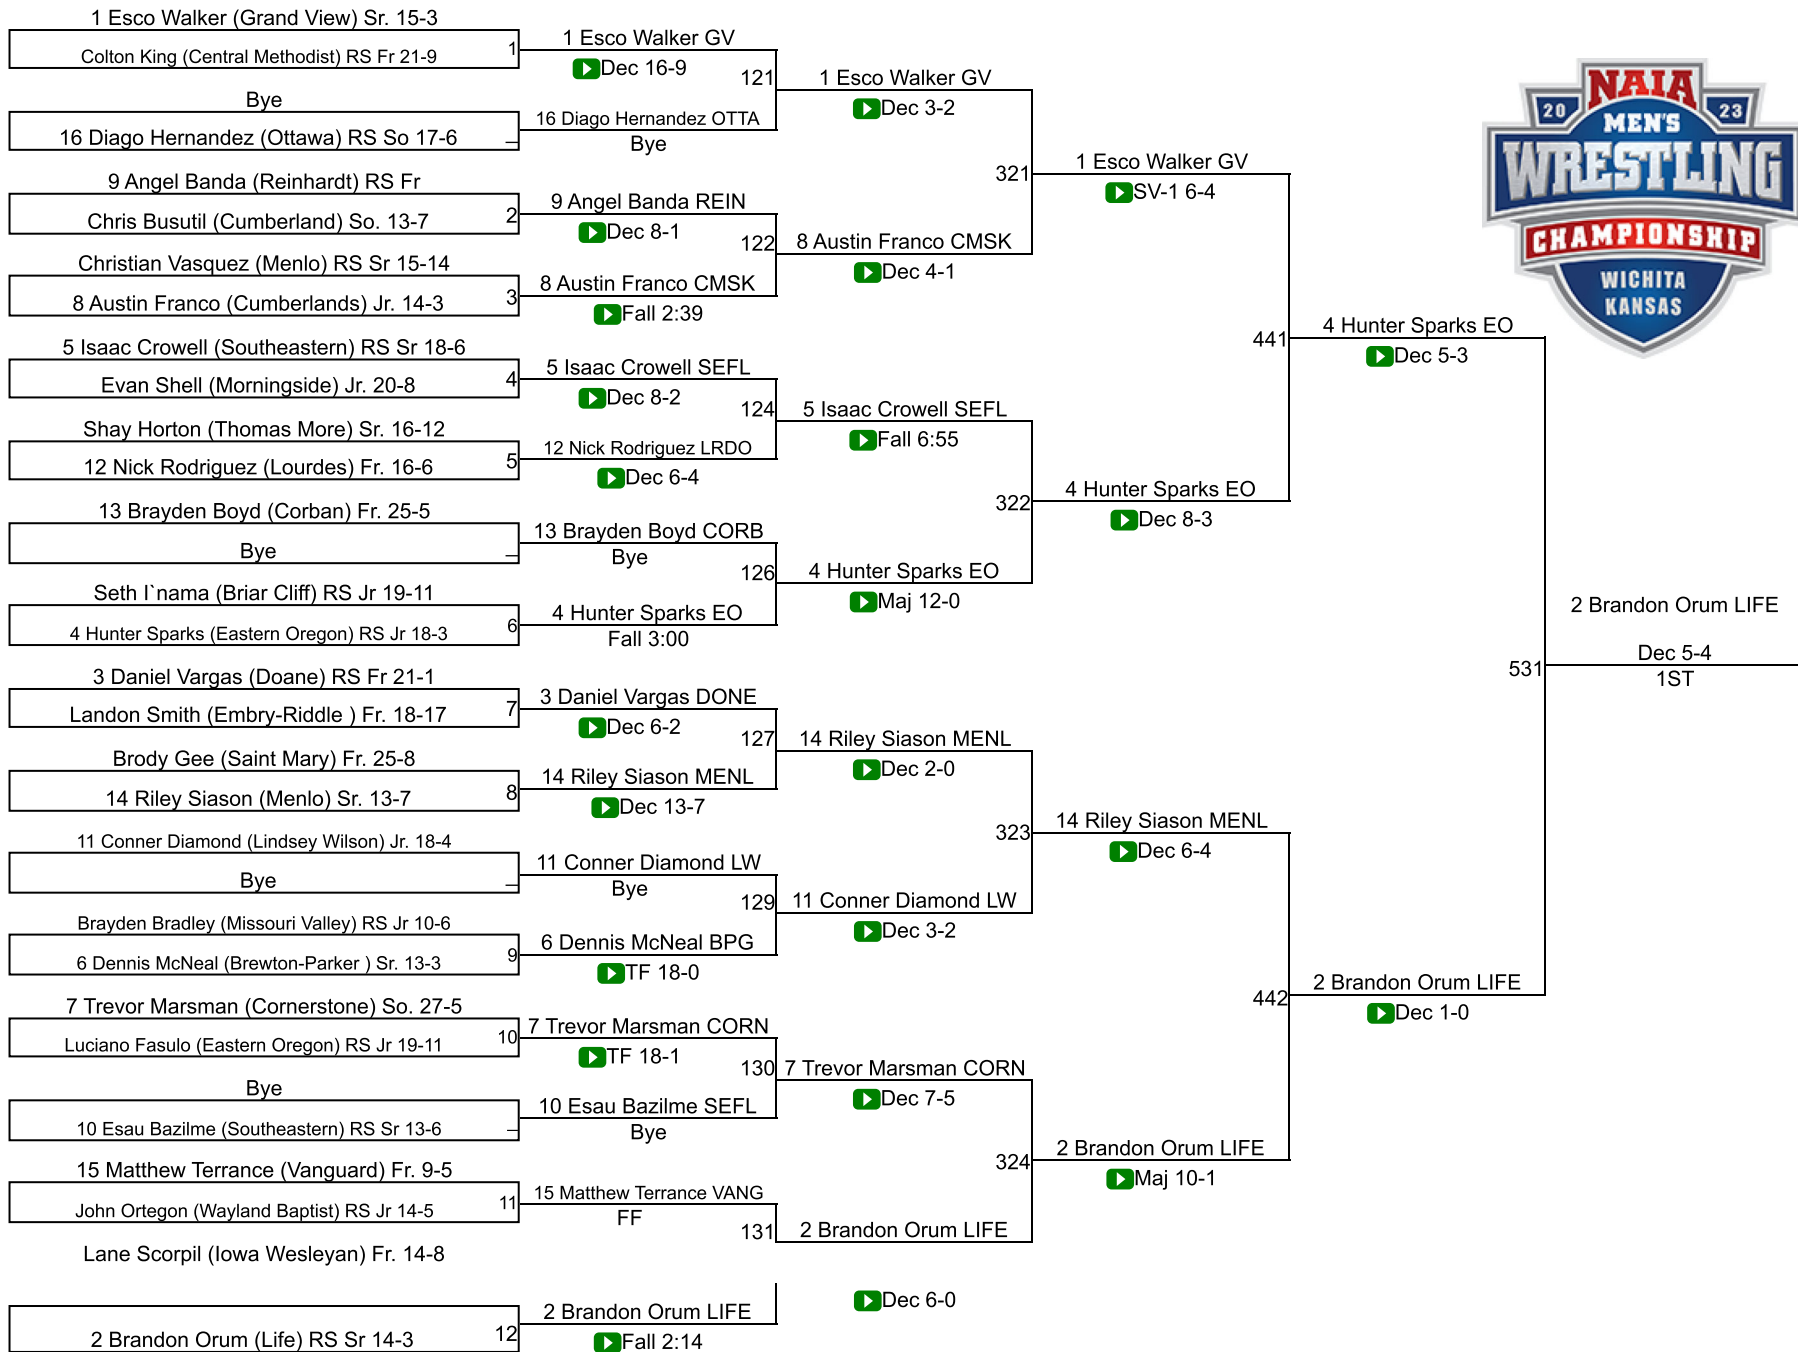 1 Esco Walker (Grand View) Sr. 15-3
Colton King (Central Methodist) RS Fr 21-9
1
Bye
16 Diago Hernandez (Ottawa) RS So 17-6
_
9 Angel Banda (Reinhardt) RS Fr
Chris Busutil (Cumberland) So. 13-7
2
Christian Vasquez (Menlo) RS Sr 15-14
8 Austin Franco (Cumberlands) Jr. 14-3
3
5 Isaac Crowell (Southeastern) RS Sr 18-6
Evan Shell (Morningside) Jr. 20-8
4
Shay Horton (Thomas More) Sr. 16-12
12 Nick Rodriguez (Lourdes) Fr. 16-6
5
13 Brayden Boyd (Corban) Fr. 25-5
Bye
_
Seth I`nama (Briar Cliff) RS Jr 19-11
4 Hunter Sparks (Eastern Oregon) RS Jr 18-3
6
3 Daniel Vargas (Doane) RS Fr 21-1
Landon Smith (Embry-Riddle ) Fr. 18-17
7
Brody Gee (Saint Mary) Fr. 25-8
14 Riley Siason (Menlo) Sr. 13-7
8
11 Conner Diamond (Lindsey Wilson) Jr. 18-4
Bye
_
Brayden Bradley (Missouri Valley) RS Jr 10-6
6 Dennis McNeal (Brewton-Parker ) Sr. 13-3
9
7 Trevor Marsman (Cornerstone) So. 27-5
Luciano Fasulo (Eastern Oregon) RS Jr 19-11
10
Bye
10 Esau Bazilme (Southeastern) RS Sr 13-6
_
15 Matthew Terrance (Vanguard) Fr. 9-5
John Ortegon (Wayland Baptist) RS Jr 14-5
11
Lane Scorpil (Iowa Wesleyan) Fr. 14-8
2 Brandon Orum (Life) RS Sr 14-3
12
1 Esco Walker GV
Dec 16-9
121
16 Diago Hernandez OTTA
Bye
9 Angel Banda REIN
Dec 8-1
122
8 Austin Franco CMSK
Fall 2:39
5 Isaac Crowell SEFL
Dec 8-2
124
12 Nick Rodriguez LRDO
Dec 6-4
13 Brayden Boyd CORB
Bye
126
4 Hunter Sparks EO
Fall 3:00
3 Daniel Vargas DONE
Dec 6-2
127
14 Riley Siason MENL
Dec 13-7
11 Conner Diamond LW
Bye
129
6 Dennis McNeal BPG
TF 18-0
7 Trevor Marsman CORN
TF 18-1
130
10 Esau Bazilme SEFL
Bye
15 Matthew Terrance VANG
FF
131
2 Brandon Orum LIFE
Fall 2:14
1 Esco Walker GV
Dec 3-2
321
8 Austin Franco CMSK
Dec 4-1
5 Isaac Crowell SEFL
Fall 6:55
322
4 Hunter Sparks EO
Maj 12-0
14 Riley Siason MENL
Dec 2-0
323
11 Conner Diamond LW
Dec 3-2
7 Trevor Marsman CORN
Dec 7-5
324
2 Brandon Orum LIFE
Dec 6-0
1 Esco Walker GV
SV-1 6-4
441
4 Hunter Sparks EO
Dec 8-3
14 Riley Siason MENL
Dec 6-4
442
2 Brandon Orum LIFE
Maj 10-1
4 Hunter Sparks EO
Dec 5-3
531
2 Brandon Orum LIFE
Dec 1-0
2 Brandon Orum LIFE
Dec 5-4
1ST
NAIA
20 23
MEN'S
WRESTLING
CHAMPIONSHIP
WICHITA
KANSAS